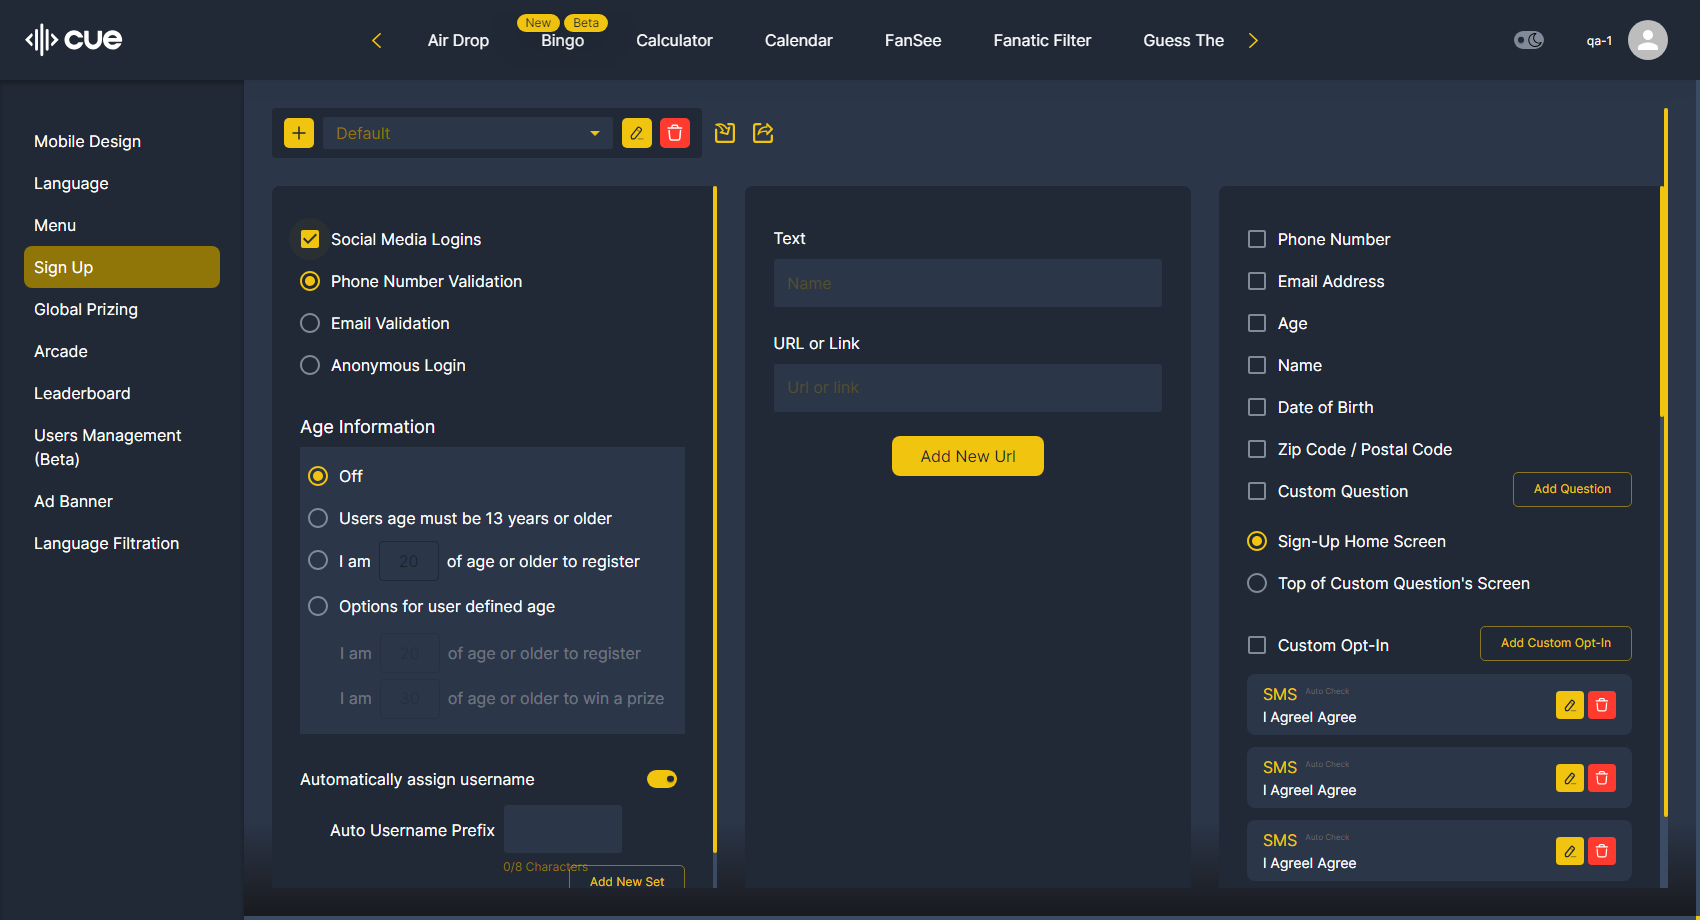 cue
New Beta
Air Drop Bingo Calculator Calendar FanSee Fanatic Filter Guess The
qa-1
Mobile Design
Language
Menu
Sign Up
Global Prizing
Arcade
Leaderboard
Users Management
(Beta)
Ad Banner
Language Filtration
Default
Social Media Logins
Phone Number Validation
Email Validation
Anonymous Login
Age Information
Off
Users age must be 13 years or older
I am 20 of age or older to register
Options for user defined age
I am 20 of age or older to register
I am 30 of age or older to win a prize
Automatically assign username
Auto Username Prefix
0/8 Characters
Add New Set
Text
Name
URL or Link
Url or link
Add New Url
Phone Number
Email Address
Age
Name
Date of Birth
Zip Code / Postal Code
Custom Question Add Question
Sign-Up Home Screen
Top of Custom Question's Screen
Custom Opt-In Add Custom Opt-In
SMS Auto Check
I AgreeI Agree
SMS Auto Check
I AgreeI Agree
SMS Auto Check
I AgreeI Agree